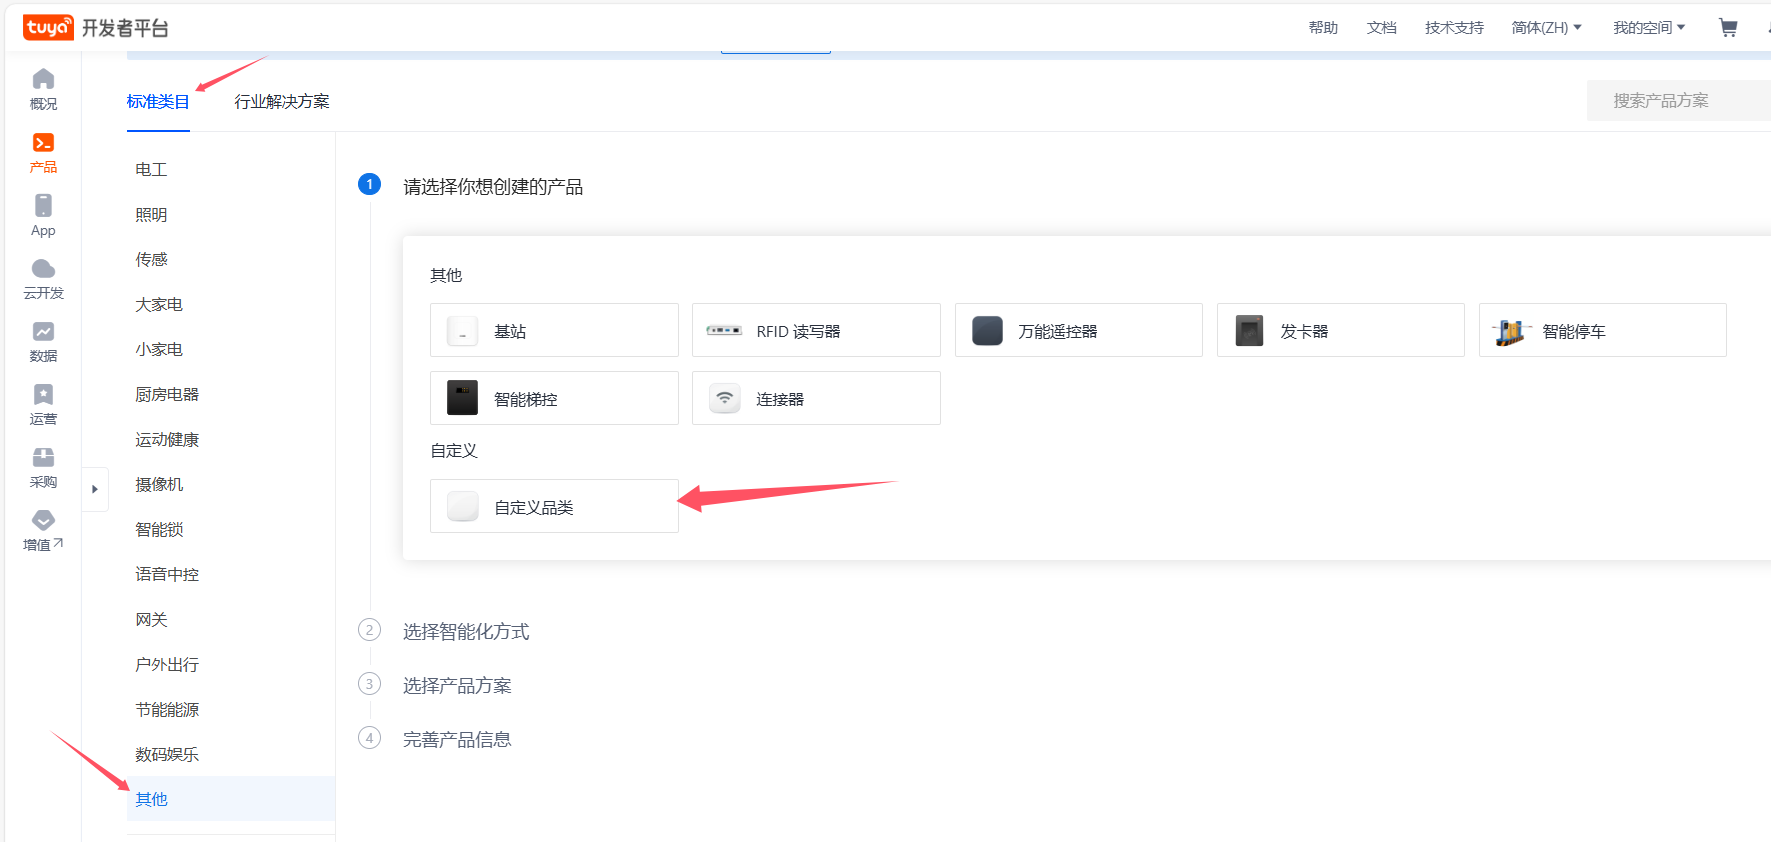 tuya 开发者平台
帮助 文档 技术支持 简体(ZH) 我的空间
概况
产品
App
云开发
数据
运营
采购
增值
标准类目 行业解决方案
搜索产品方案
电工
照明
传感
大家电
小家电
厨房电器
运动健康
摄像机
智能锁
语音中控
网关
户外出行
节能能源
数码娱乐
其他
1 请选择你想创建的产品
其他
基站 RFID 读写器 万能遥控器 发卡器 智能停车
智能梯控 连接器
自定义
自定义品类
2 选择智能化方式
3 选择产品方案
4 完善产品信息